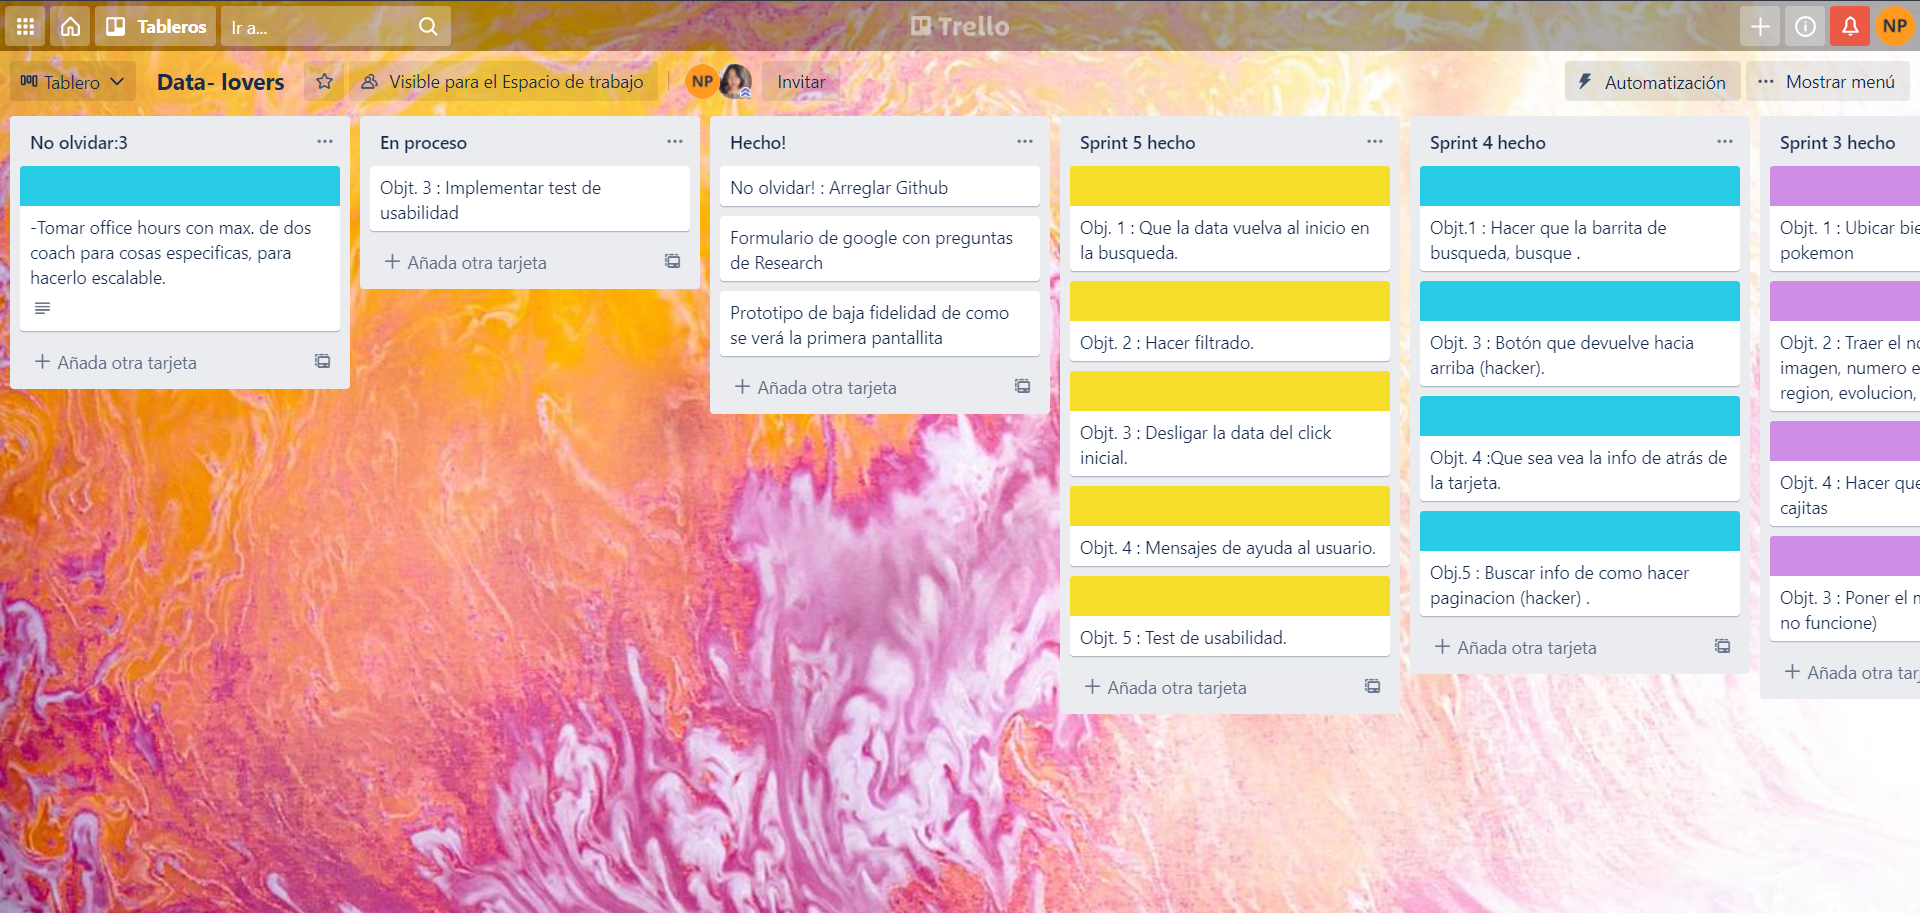 Tableros
Ir a...
Trello
NP
Tablero
Data- lovers
Visible para el Espacio de trabajo
NP
Invitar
Automatización
Mostrar menú
No olvidar:3
-Tomar office hours con max. de dos
coach para cosas especificas, para
hacerlo escalable.
Añada otra tarjeta
En proceso
Objt. 3 : Implementar test de
usabilidad
Añada otra tarjeta
Hecho!
No olvidar! : Arreglar Github
Formulario de google con preguntas
de Research
Prototipo de baja fidelidad de como
se verá la primera pantallita
Añada otra tarjeta
Sprint 5 hecho
Obj. 1 : Que la data vuelva al inicio en
la busqueda.
Objt. 2 : Hacer filtrado.
Objt. 3 : Desligar la data del click
inicial.
Objt. 4 : Mensajes de ayuda al usuario.
Objt. 5 : Test de usabilidad.
Añada otra tarjeta
Sprint 4 hecho
Objt.1 : Hacer que la barrita de
busqueda, busque .
Objt. 3 : Botón que devuelve hacia
arriba (hacker).
Objt. 4 :Que sea vea la info de atrás de
la tarjeta.
Obj.5 : Buscar info de como hacer
paginacion (hacker) .
Añada otra tarjeta
Sprint 3 hecho
Objt. 1 : Ubicar
pokemon
Objt. 2 : Traer el
imagen, numero
region, evolucion,
Objt. 4 : Hacer que
cajitas
Objt. 3 : Poner el
no funcione)
Añada otra